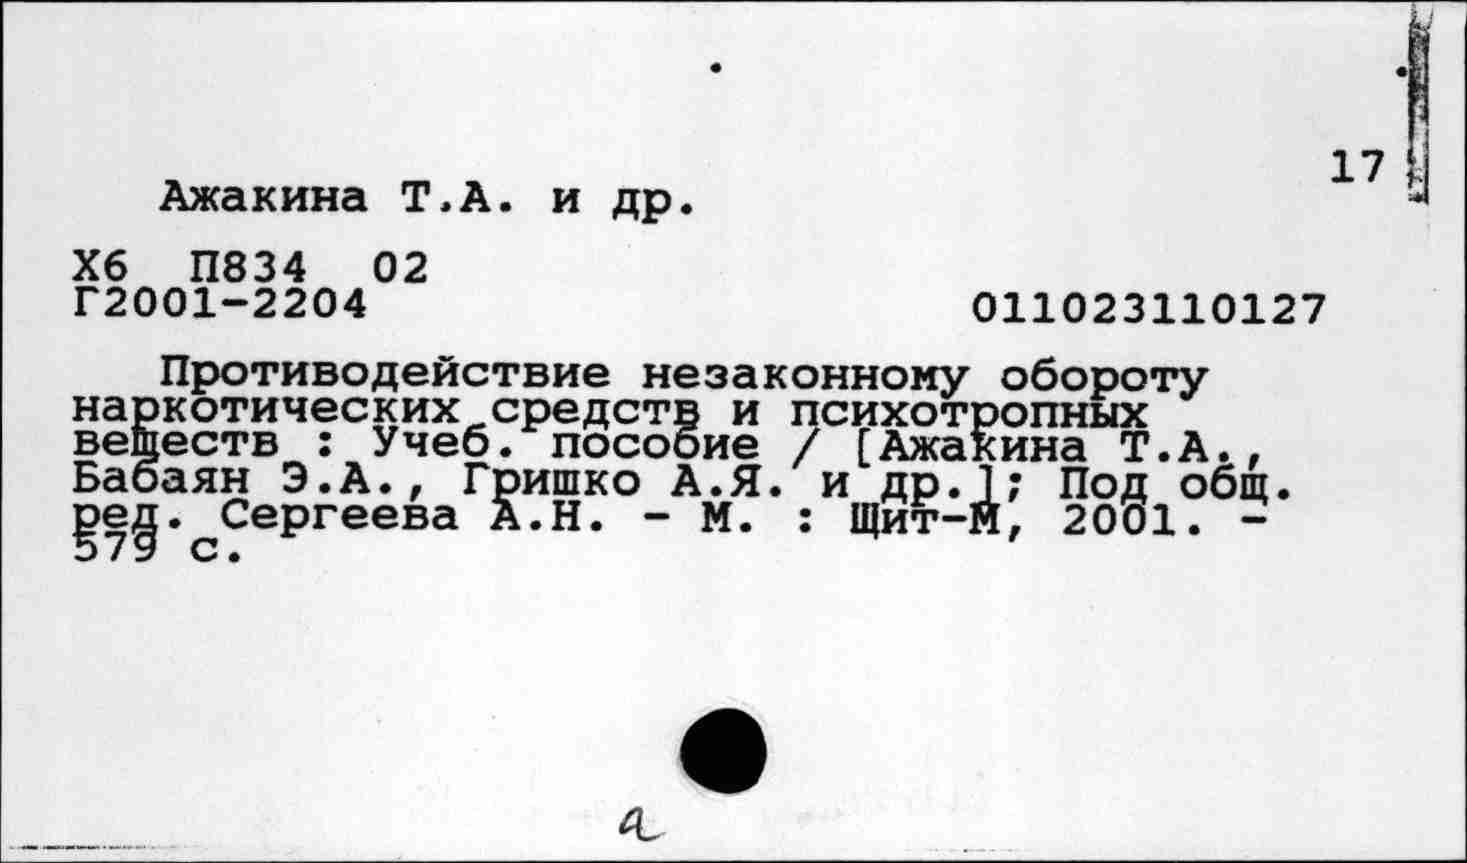 17
Ажакина Т.А. и др.
Х6 П834 02
Г2001-2204 011023110127
Противодействие незаконному обороту
наркотических средств и психотропных
веществ : Учеб. пособие / [Ажакина Т.А.,
Бабаян Э.А., Гришко А.Я. и др.]; Под общ.
ред. Сергеева А.Н. - М. : Щит-М, 2001. -
579 с.